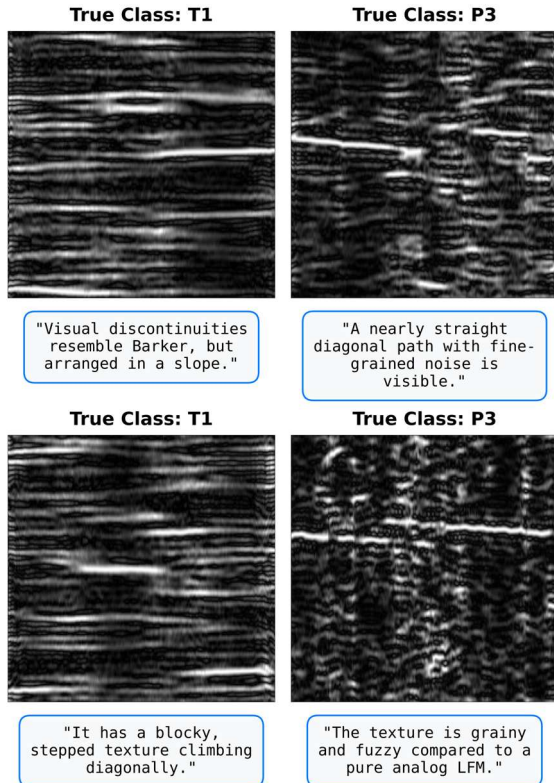 True Class: T1
True Class: P3
"Visual discontinuities
resemble Barker, but
arranged in a slope."
"A nearly straight
diagonal path with fine-
grained noise is
visible."
True Class: T1
True Class: P3
"It has a blocky,
stepped texture climbing
diagonally."
"The texture is grainy
and fuzzy compared to a
pure analog LFM."